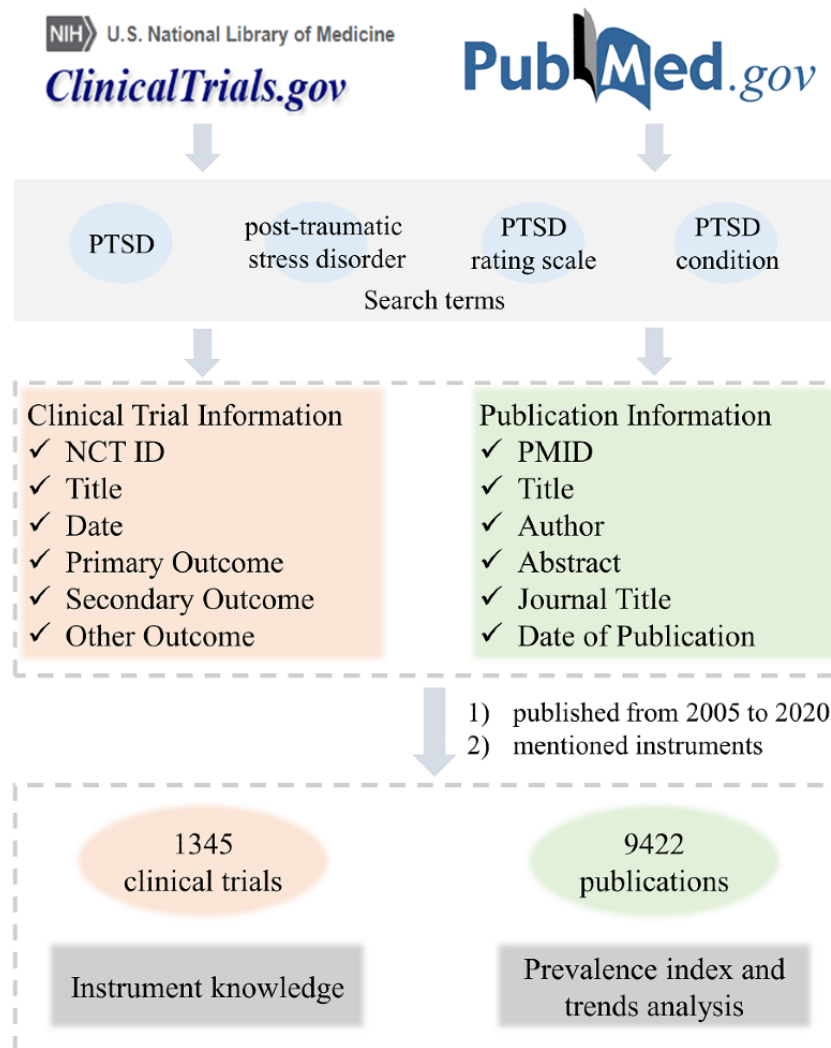 NIH U.S. National Library of Medicine
ClinicalTrials.gov
PubMed.gov
PTSD
post-traumatic
stress disorder
PTSD
rating scale
PTSD
condition
Search terms
Clinical Trial Information
✓ NCT ID
✓ Title
✓ Date
✓ Primary Outcome
✓ Secondary Outcome
✓ Other Outcome
Publication Information
✓ PMID
✓ Title
✓ Author
✓ Abstract
✓ Journal Title
✓ Date of Publication
1) published from 2005 to 2020
2) mentioned instruments
1345
clinical trials
9422
publications
Instrument knowledge
Prevalence index and
trends analysis